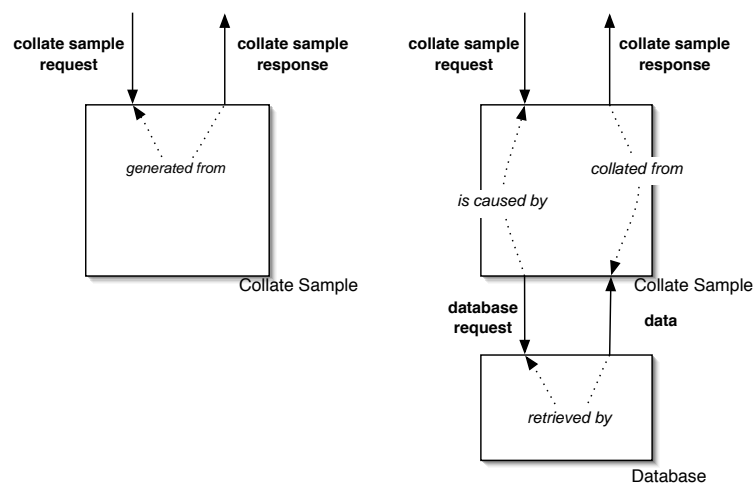 collate sample
request
collate sample
response
generated from
Collate Sample
collate sample
request
collate sample
response
collated from
is caused by
Collate Sample
database
request
data
retrieved by
Database